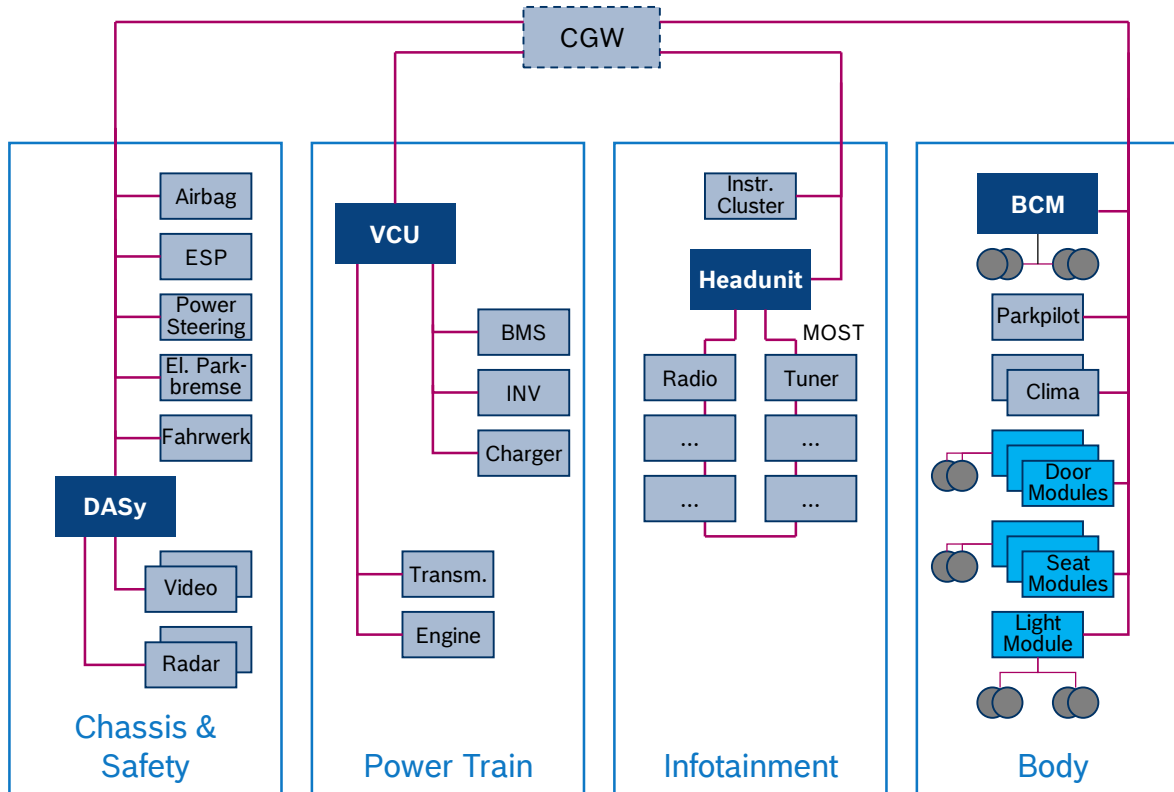 CGW
Airbag
ESP
Power
Steering
El. Park-
bremse
Fahrwerk
DASy
Video
Radar
Chassis &
Safety
VCU
BMS
INV
Charger
Transm.
Engine
Power Train
Instr.
Cluster
Headunit
MOST
Radio
Tuner
...
...
...
...
Infotainment
BCM
Parkpilot
Clima
Door
Modules
Seat
Modules
Light
Module
Body